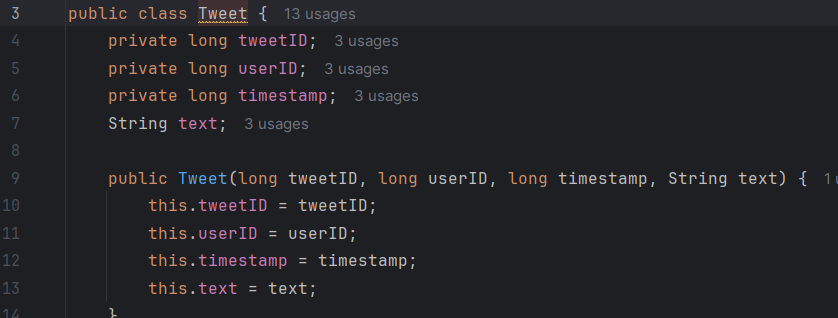 3 public class Tweet { 13 usages
4 private long tweetID; 3 usages
5 private long userID; 3 usages
6 private long timestamp; 3 usages
7 String text; 3 usages
8
9 public Tweet(long tweetID, long userID, long timestamp, String text) { 1
10 this.tweetID = tweetID;
11 this.userID = userID;
12 this.timestamp = timestamp;
13 this.text = text;
14 }